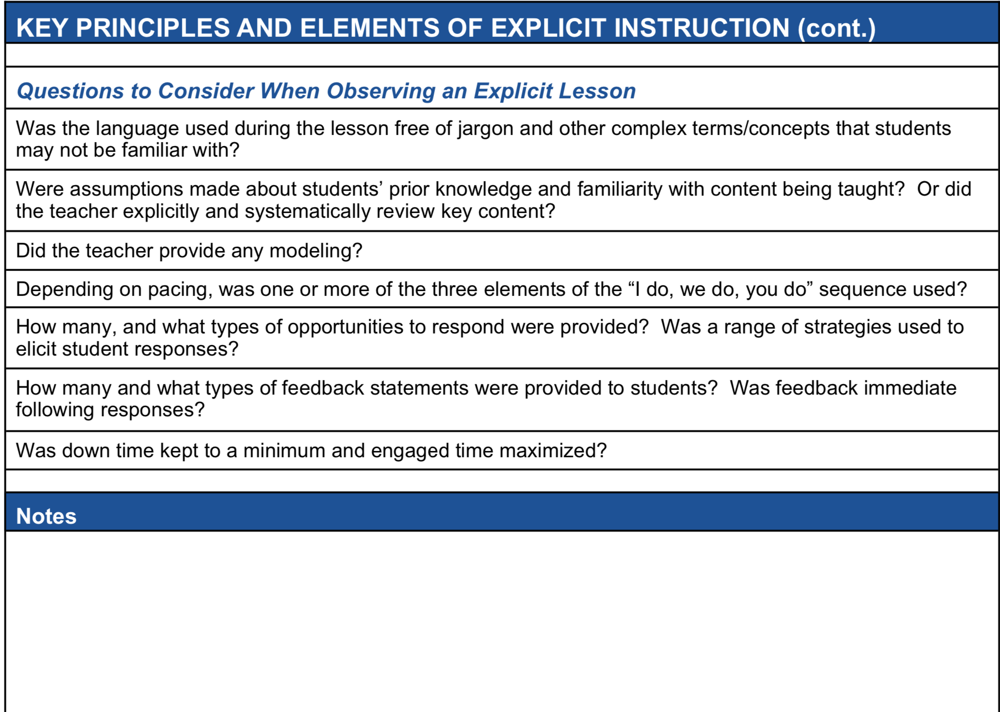 KEY PRINCIPLES AND ELEMENTS OF EXPLICIT INSTRUCTION (cont.)
Questions to Consider When Observing an Explicit Lesson
Was the language used during the lesson free of jargon and other complex terms/concepts that students
may not be familiar with?
Were assumptions made about students’ prior knowledge and familiarity with content being taught?  Or did
the teacher explicitly and systematically review key content?
Did the teacher provide any modeling?
Depending on pacing, was one or more of the three elements of the “I do, we do, you do” sequence used?
How many, and what types of opportunities to respond were provided?  Was a range of strategies used to
elicit student responses?
How many and what types of feedback statements were provided to students?  Was feedback immediate
following responses?
Was down time kept to a minimum and engaged time maximized?
Notes